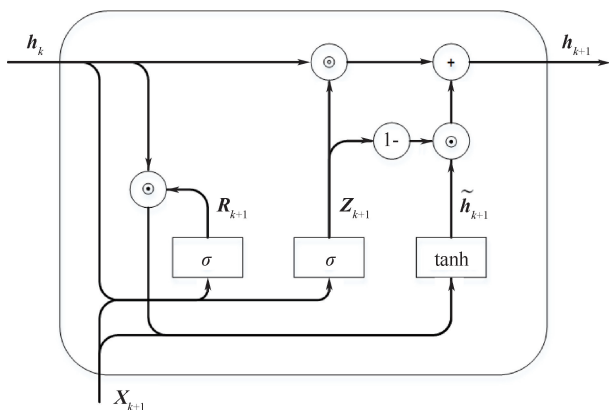 h_k
h_{k+1}
⊙
+
1-
⊙
⊙
R_{k+1}
Z_{k+1}
h̃_{k+1}
σ
σ
tanh
X_{k+1}